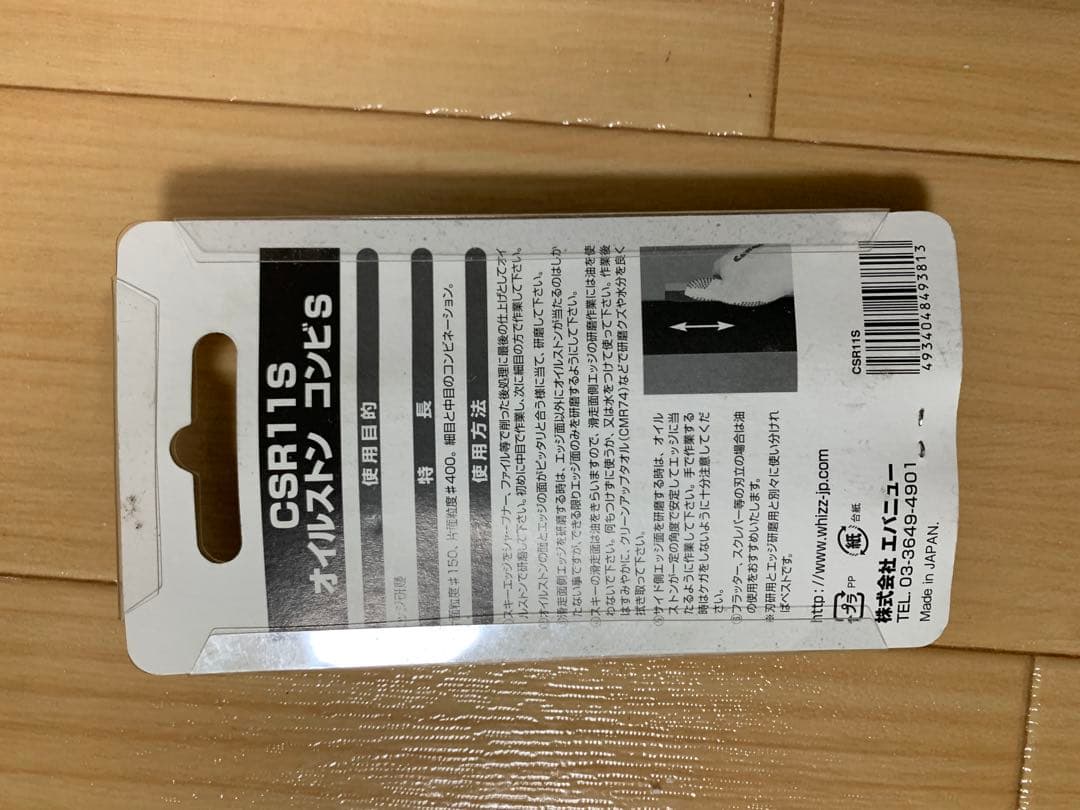 CSR11S
オイルストン コンビS
使用目的
ッジ研磨
特 長
面粒度#150、片面粒度#400。細目と中目のコンビネーション。
使用方法
スキーエッジをシャープナー、ファイル等で削った後処理に最後の仕上げとしてオイ
ルストンで研磨して下さい。初めに中目で作業し、次に細目の方で作業して下さい。
オイルストンの面とエッジの面がピッタリと合う様に当て、研磨して下さい。
滑走面側エッジを研磨する時は、エッジ面以外にオイルストンが当たるのはしか
たない事ですが、できる限りエッジ面のみを研磨するようにして下さい。
スキーの滑走面は油をきらいますので、滑走面側エッジの研磨作業には油を使
わないで下さい。何もつけずに使うか、又は水をつけて使って下さい。作業後
はすみやかに、クリーンアップタオル(CMR74)などで研磨クズや水分を良く
拭き取って下さい。
⑤サイド側エッジ面を研磨する時は、オイル
ストンが一定の角度で安定してエッジに当
たるように作業して下さい。手で作業する
時はケガをしないように十分注意してくだ
さい。
⑥フラッター、スクレパー等の刃立の場合は油
の使用をおすすめいたします。
※刃研用とエッジ研磨用と別々に使い分けれ
ばベストです。
http://www.whizz-jp.com
プラ PP 紙 台紙
株式会社 エバニュー
TEL. 03-3649-4901
Made in JAPAN.
CSR11S
4934048493813